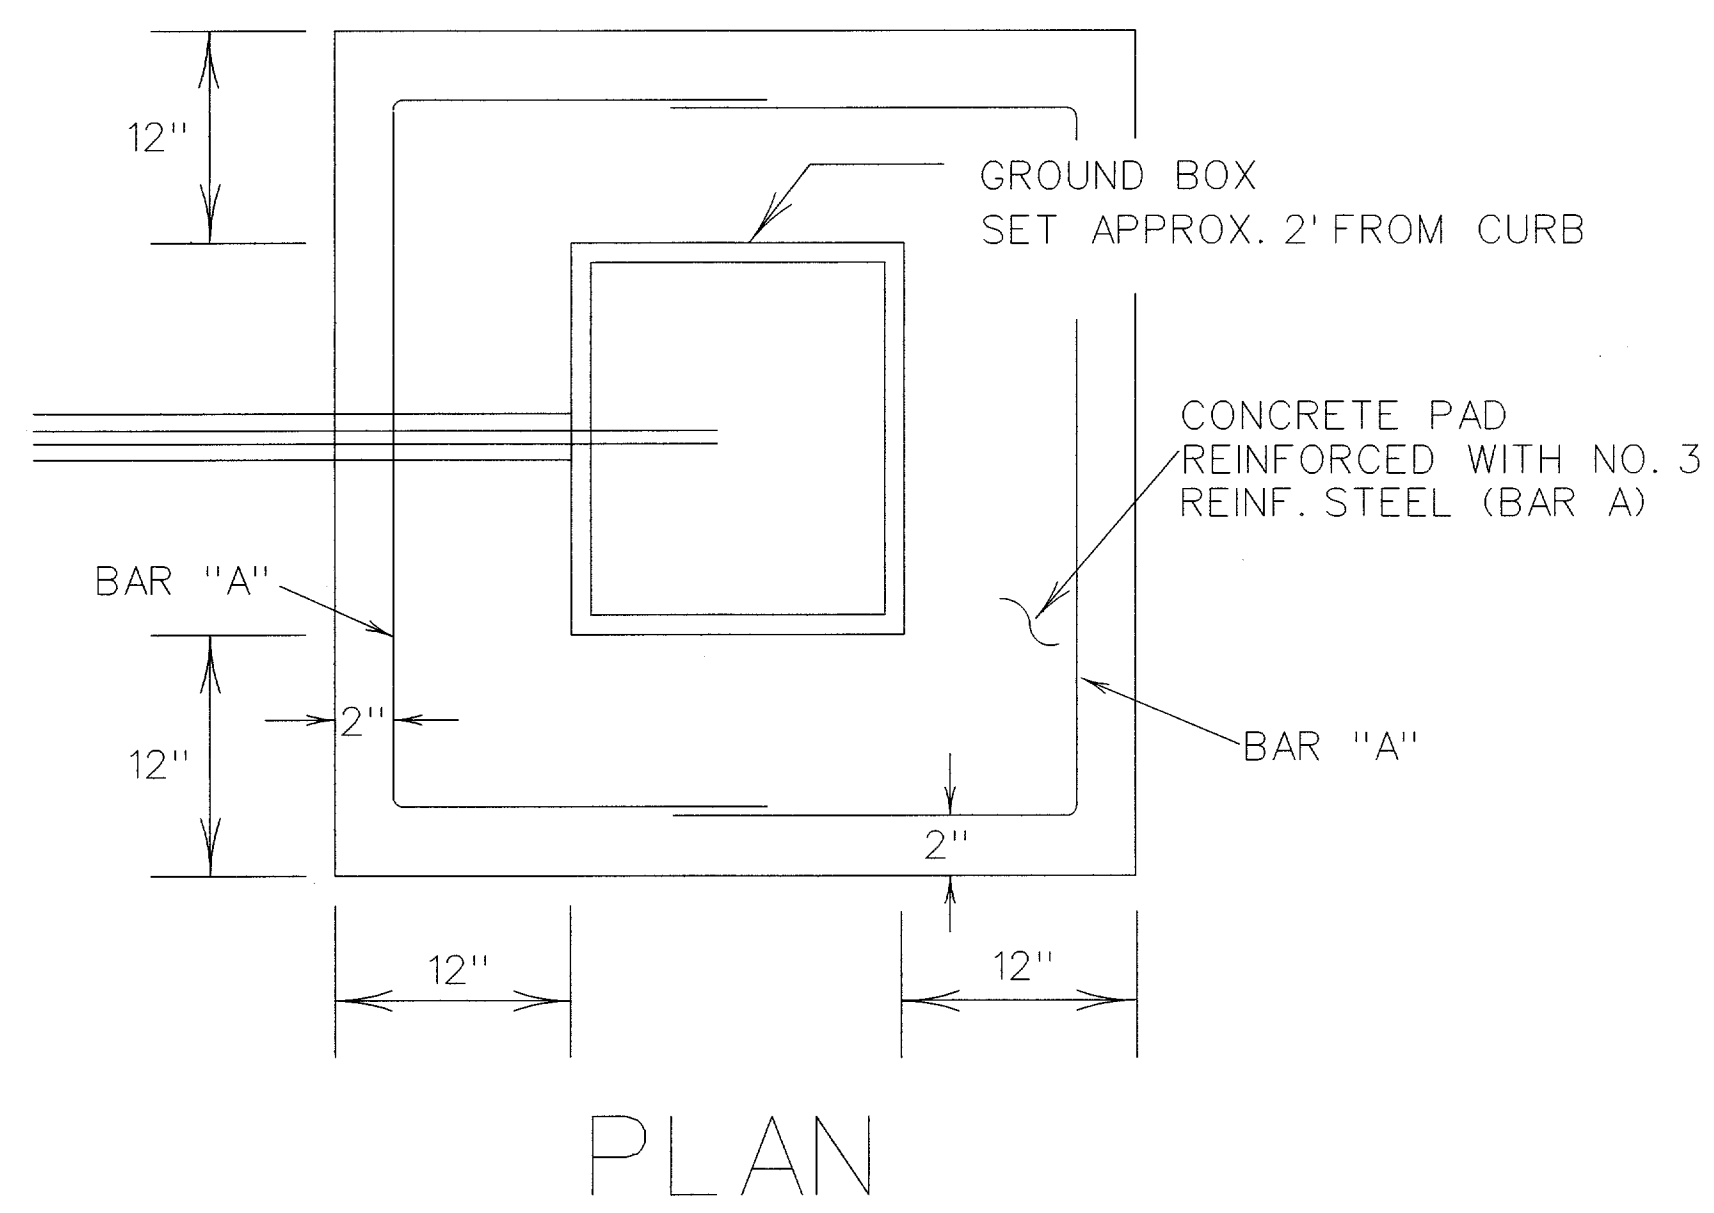 12"
GROUND BOX
SET APPROX. 2' FROM CURB
CONCRETE PAD
REINFORCED WITH NO. 3
REINF. STEEL (BAR A)
BAR "A"
2"
12"
BAR "A"
2"
12"
12"
PLAN